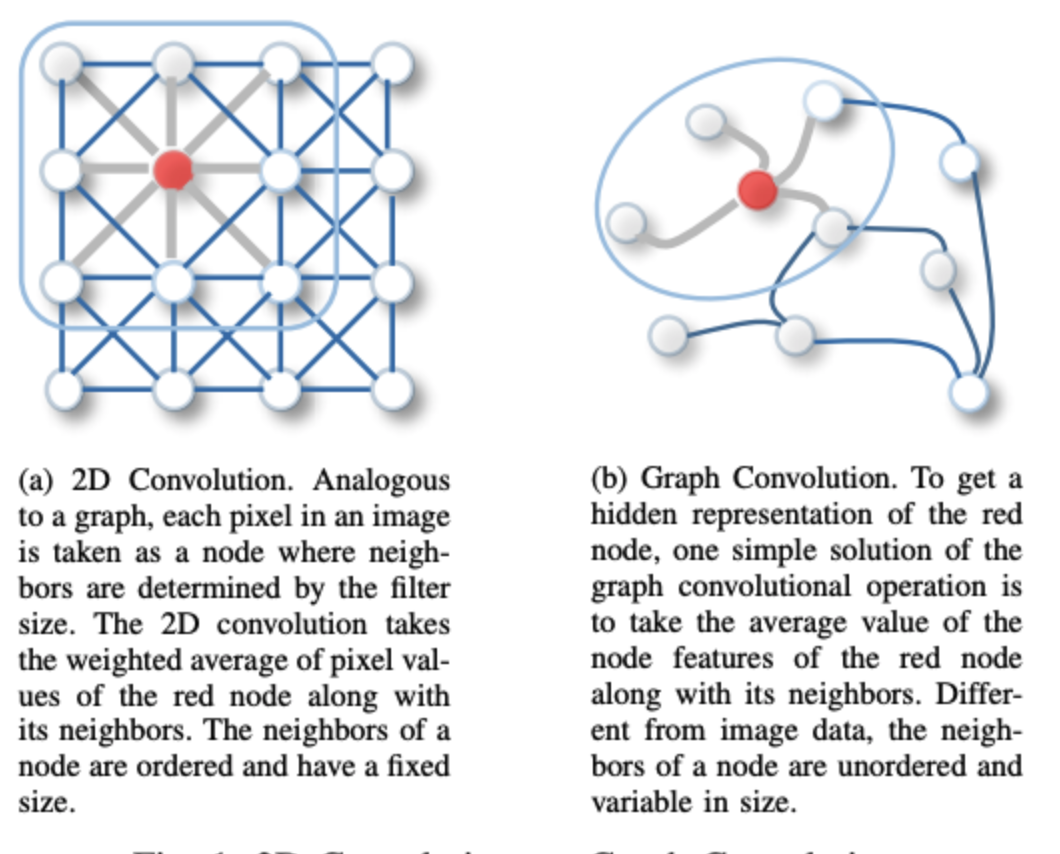 (a) 2D Convolution. Analogous
to a graph, each pixel in an image
is taken as a node where neigh-
bors are determined by the filter
size. The 2D convolution takes
the weighted average of pixel val-
ues of the red node along with
its neighbors. The neighbors of a
node are ordered and have a fixed
size.
(b) Graph Convolution. To get a
hidden representation of the red
node, one simple solution of the
graph convolutional operation is
to take the average value of the
node features of the red node
along with its neighbors. Differ-
ent from image data, the neigh-
bors of a node are unordered and
variable in size.